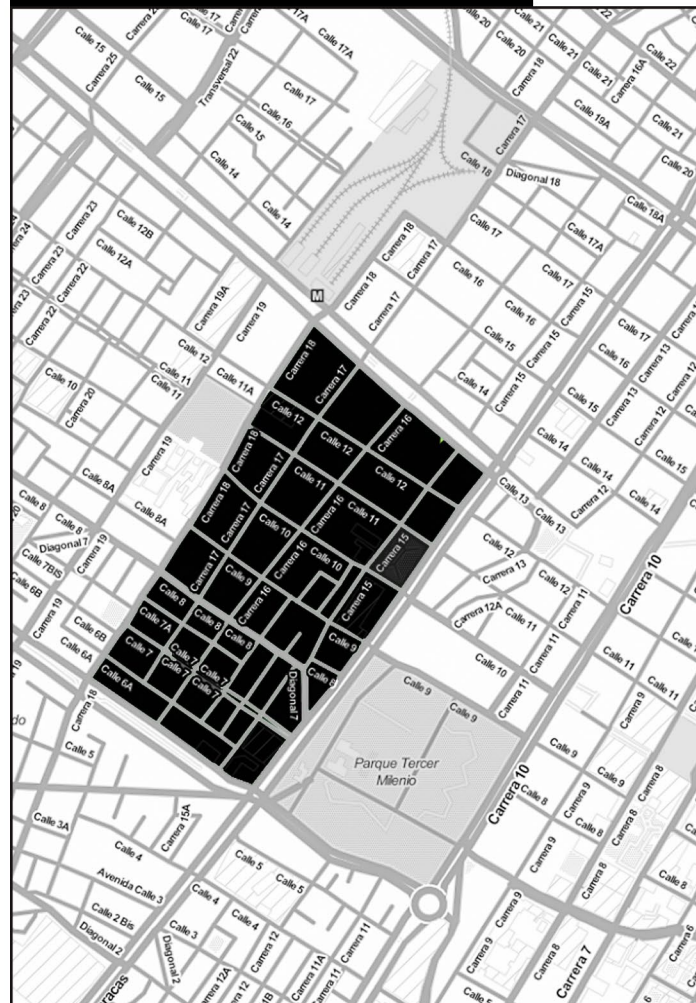 Calle 17
Calle 17
17A
Calle 15
Carrera 25
Calle 15
Transversal 22
Calle 17A
Calle 17
Calle 16
Calle 15
Calle 14
Calle 14
Calle 20
Calle 21
Calle 20
Calle 21
Carrera 18
Calle 21
Carrera 16A
Calle 22
Calle 19A
Calle 21
Calle 20
Carrera 17
Calle 18
Diagonal 18
Calle 18A
Calle 17
Calle 17A
Carrera 23
Calle 12B
Calle 12A
Carrera 23
Carrera 22
Carrera 22
Carrera 19A
Carrera 19
Carrera 18
Carrera 17
Carrera 18
Carrera 17
M
Calle 16
Calle 17
Calle 16
Carrera 15
Calle 15
Carrera 15
Calle 17
Calle 16
Carrera 13
Calle 14
Carrera 15
Calle 15
Carrera 13
Carrera 12
Calle 14
Calle 15
Calle 14
Calle 14
Carrera 12
Calle 13
Calle 13
Calle 12
Calle 11
Calle 11
Calle 11A
Calle 10
Carrera 20
Carrera 19
Calle 8A
Calle 8A
Calle 8
Calle 8
Diagonal 7
Carrera 19
Calle 7BIS
Calle 6B
Carrera 19
Calle 6B
Calle 6A
Carrera 18
Carrera 18
Carrera 17
Calle 12
Carrera 16
Calle 12
Calle 12
Carrera 18
Carrera 17
Calle 11
Carrera 16
Calle 11
Carrera 18
Carrera 17
Calle 10
Carrera 16
Calle 10
Carrera 15
Carrera 17
Calle 9
Carrera 16
Carrera 15
Calle 9
Calle 8
Calle 8
Calle 8
Calle 8
Calle 7A
Calle 7
Calle 7
Calle 7
Calle 7
Calle 7
Calle 6A
Diagonal 7
Calle 12
Carrera 13
Calle 12
Carrera 12A
Calle 11
Carrera 11
Carrera 10
Calle 10
Carrera 11
Carrera 11
Calle 11
Calle 11
Carrera 9
Calle 9
Calle 9
Parque Tercer
Milenio
Carrera 10
Calle 9
Calle 9
Calle 8
Carrera 9
Calle 8
Carrera 8
Carrera 8
Calle 8
Carrera 9
Carrera 8
Carrera 9
Carrera 9
Carrera 8
Carrera 7
Carrera 6
Calle 5
Calle 3A
Carrera 15A
Calle 4
Avenida Calle 3
Calle 2 Bis
Diagonal 2
Calle 5
Calle 5
Calle 4
Calle 4
Calle 3
Diagonal 2
Carrera 12
Carrera 11
Carrera 12A
Carrera 11A
Carrera 12
Carrera 11